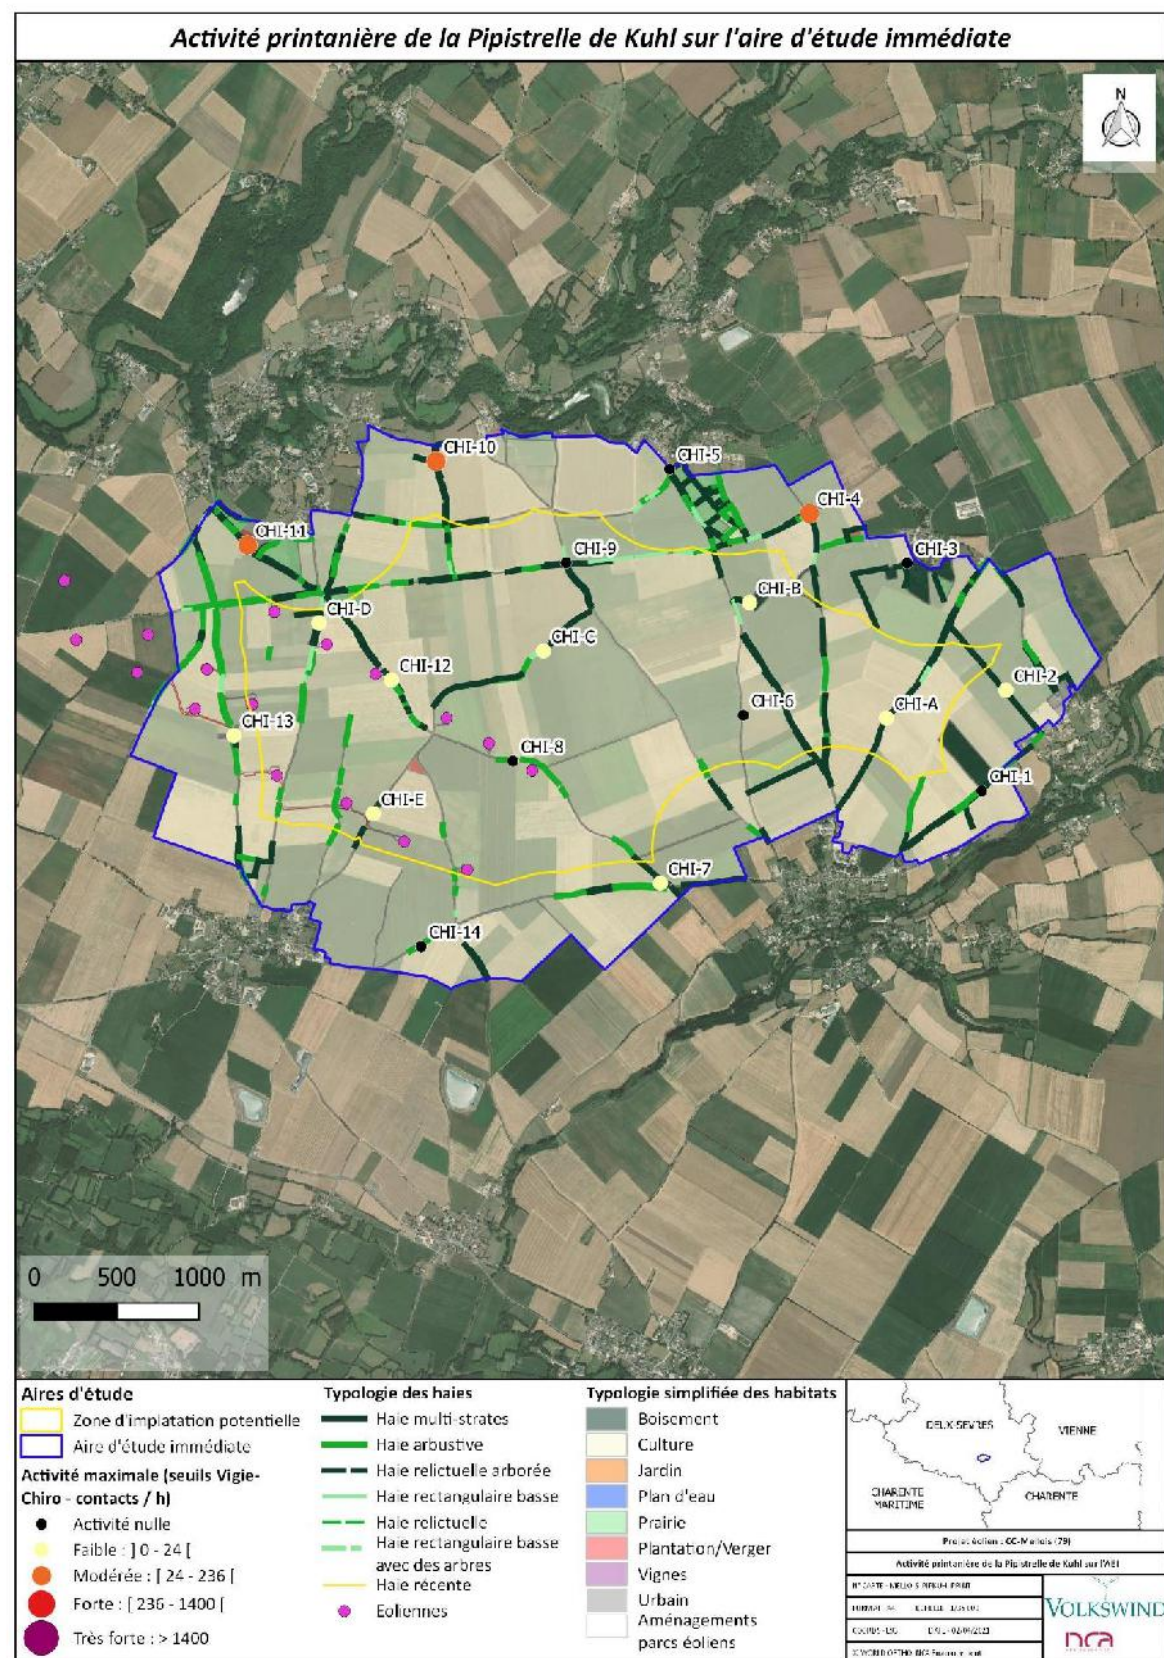 Activité printanière de la Pipistrelle de Kuhl sur l'aire d'étude immédiate
N
CHI-10
CHI-5
CHI-4
CHI-11
CHI-9
CHI-3
CHI-B
CHI-D
CHI-C
CHI-12
CHI-2
CHI-6
CHI-A
CHI-13
CHI-8
CHI-1
CHI-E
CHI-7
CHI-14
0 500 1000 m
Aires d'étude
Zone d'implatation potentielle
Aire d'étude immédiate
Activité maximale (seuils Vigie-
Chiro - contacts / h)
Activité nulle
Faible : ] 0 - 24 [
Modérée : [ 24 - 236 [
Forte : [ 236 - 1400 [
Très forte : > 1400
Typologie des haies
Haie multi-strates
Haie arbustive
Haie relictuelle arborée
Haie rectangulaire basse
Haie relictuelle
Haie rectangulaire basse
avec des arbres
Haie récente
Eoliennes
Typologie simplifiée des habitats
Boisement
Culture
Jardin
Plan d'eau
Prairie
Plantation/Verger
Vignes
Urbain
Aménagements
parcs éoliens
DEUX-SEVRES
VIENNE
CHARENTE
MARITIME
CHARENTE
Projet éolien : CC-Mellois (79)
Activité printanière de la Pipistrelle de Kuhl sur l'AEI
VOLKSWIND
nca